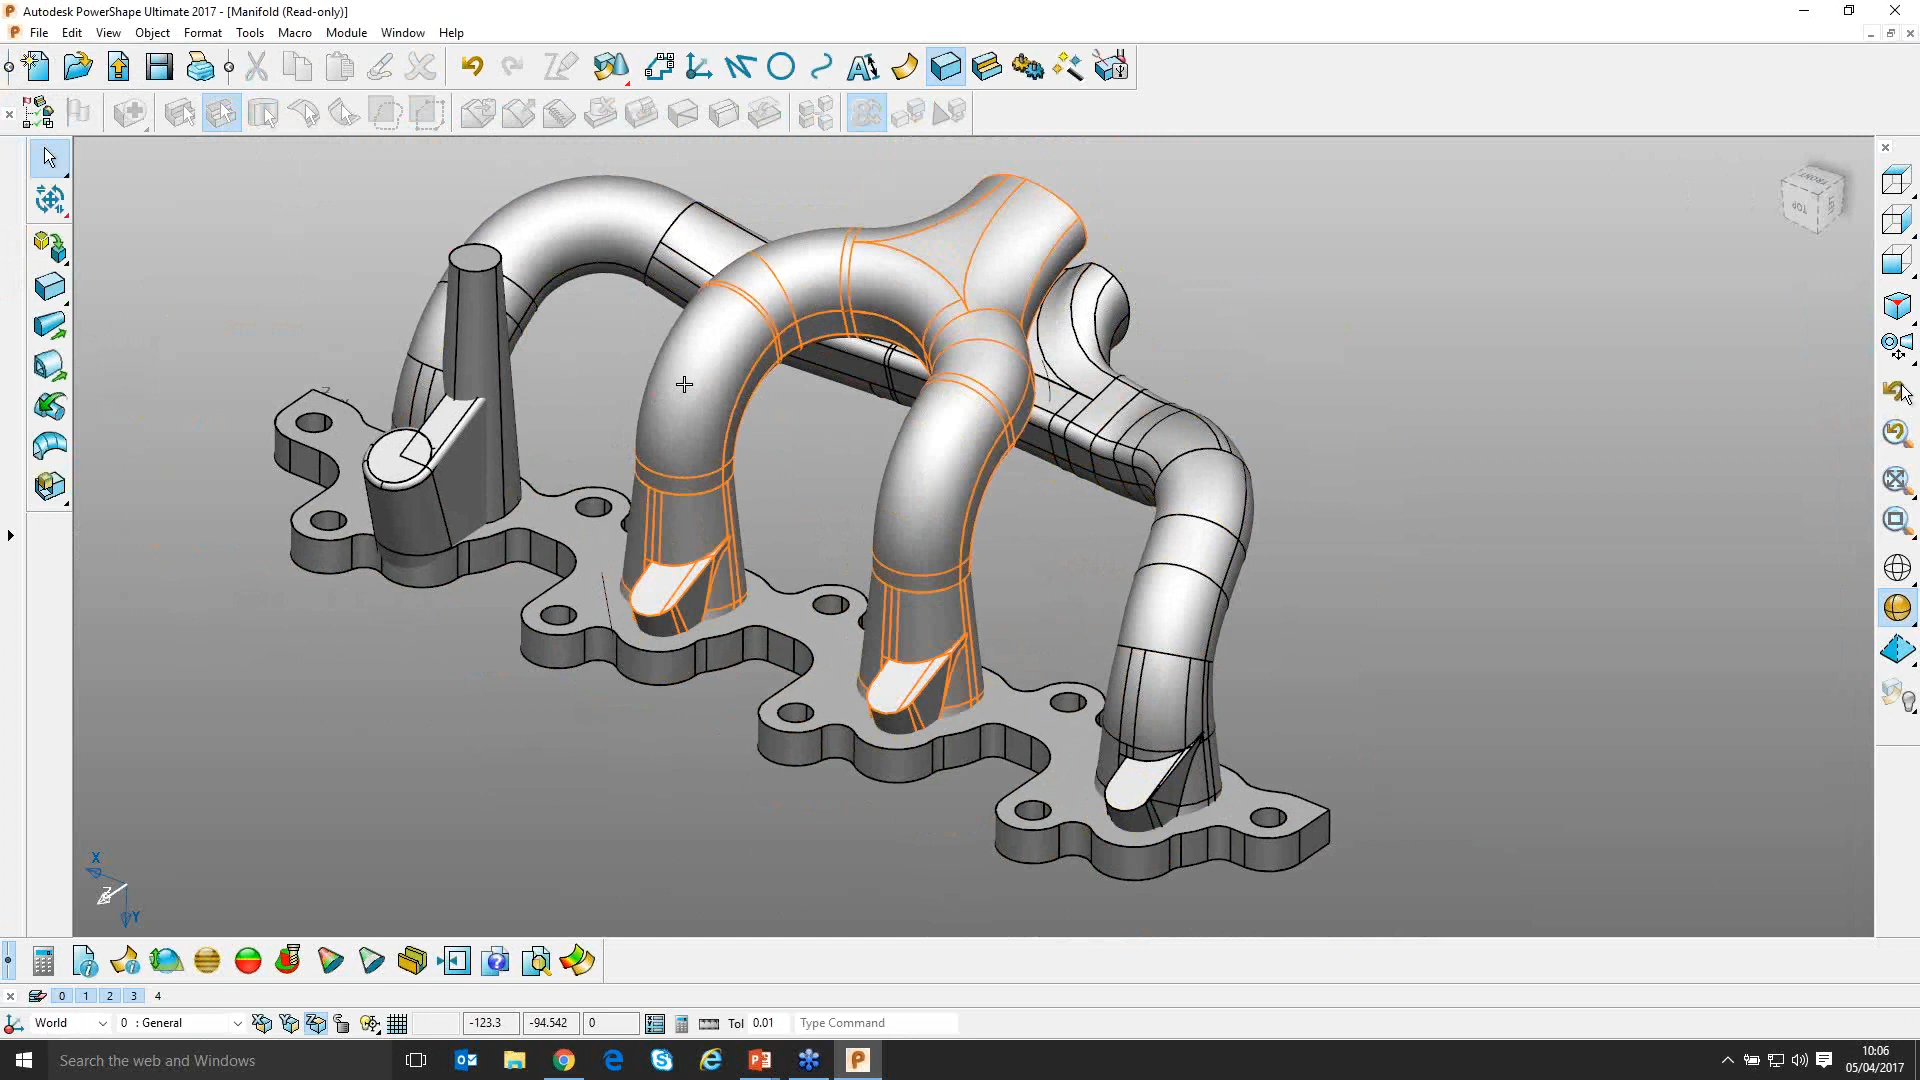 Autodesk PowerShape Ultimate 2017 - [Manifold (Read-only)]
File Edit View Object Format Tools Macro Module Window Help
FRONT
TOP
Z
X
Z
Y
0 1 2 3 4
World 0 : General -123.3 -94.542 0 Tol 0.01 Type Command
Search the web and Windows
10:06
05/04/2017